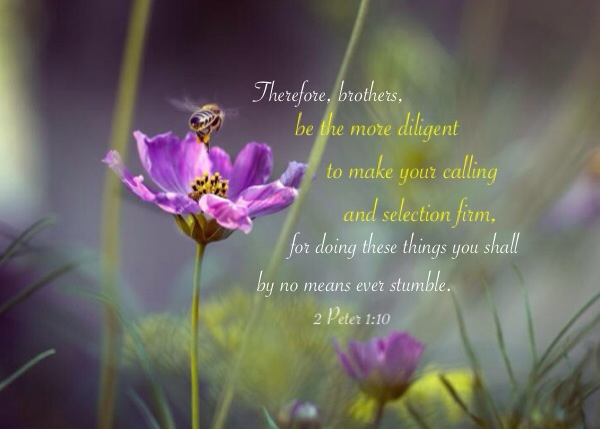 Therefore, brothers,
be the more diligent
to make your calling
and selection firm,
for doing these things you shall
by no means ever stumble.
2 Peter 1:10